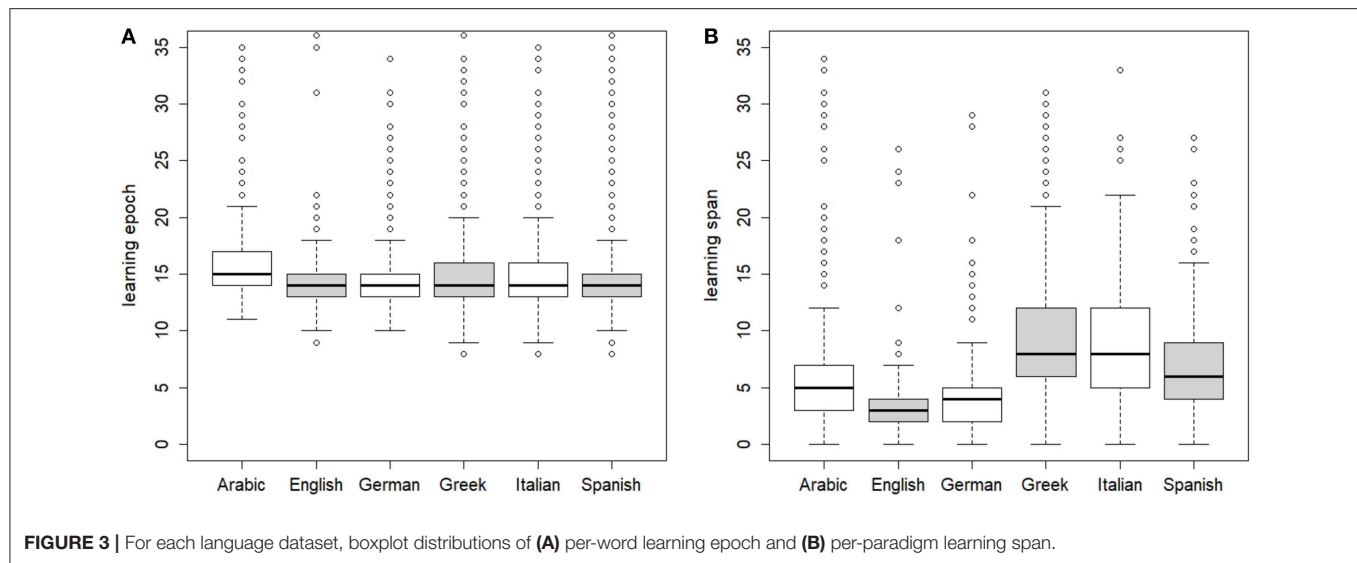 A
35
30
25
20
15
10
5
0
learning epoch
Arabic English German Greek Italian Spanish
B
35
30
25
20
15
10
5
0
learning span
Arabic English German Greek Italian Spanish
FIGURE 3 | For each language dataset, boxplot distributions of (A) per-word learning epoch and (B) per-paradigm learning span.